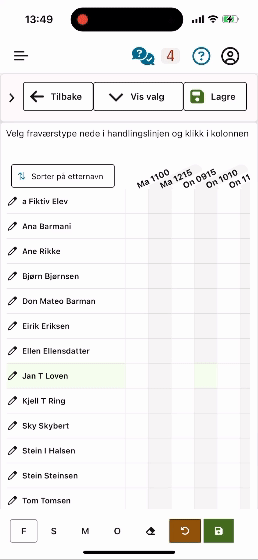 13:49
4
?
Tilbake
Vis valg
Lagre
Velg fraværstype nede i handlingslinjen og klikk i kolonnen
Sorter på etternavn
Ma 1100
Ma 1215
On 0915
On 1010
On 11
a Fiktiv Elev
Ana Barmani
Ane Rikke
Bjørn Bjørnsen
Don Mateo Barman
Eirik Eriksen
Ellen Ellensdatter
Jan T Loven
Kjell T Ring
Sky Skybert
Stein I Halsen
Stein Steinsen
Tom Tomsen
F S M O